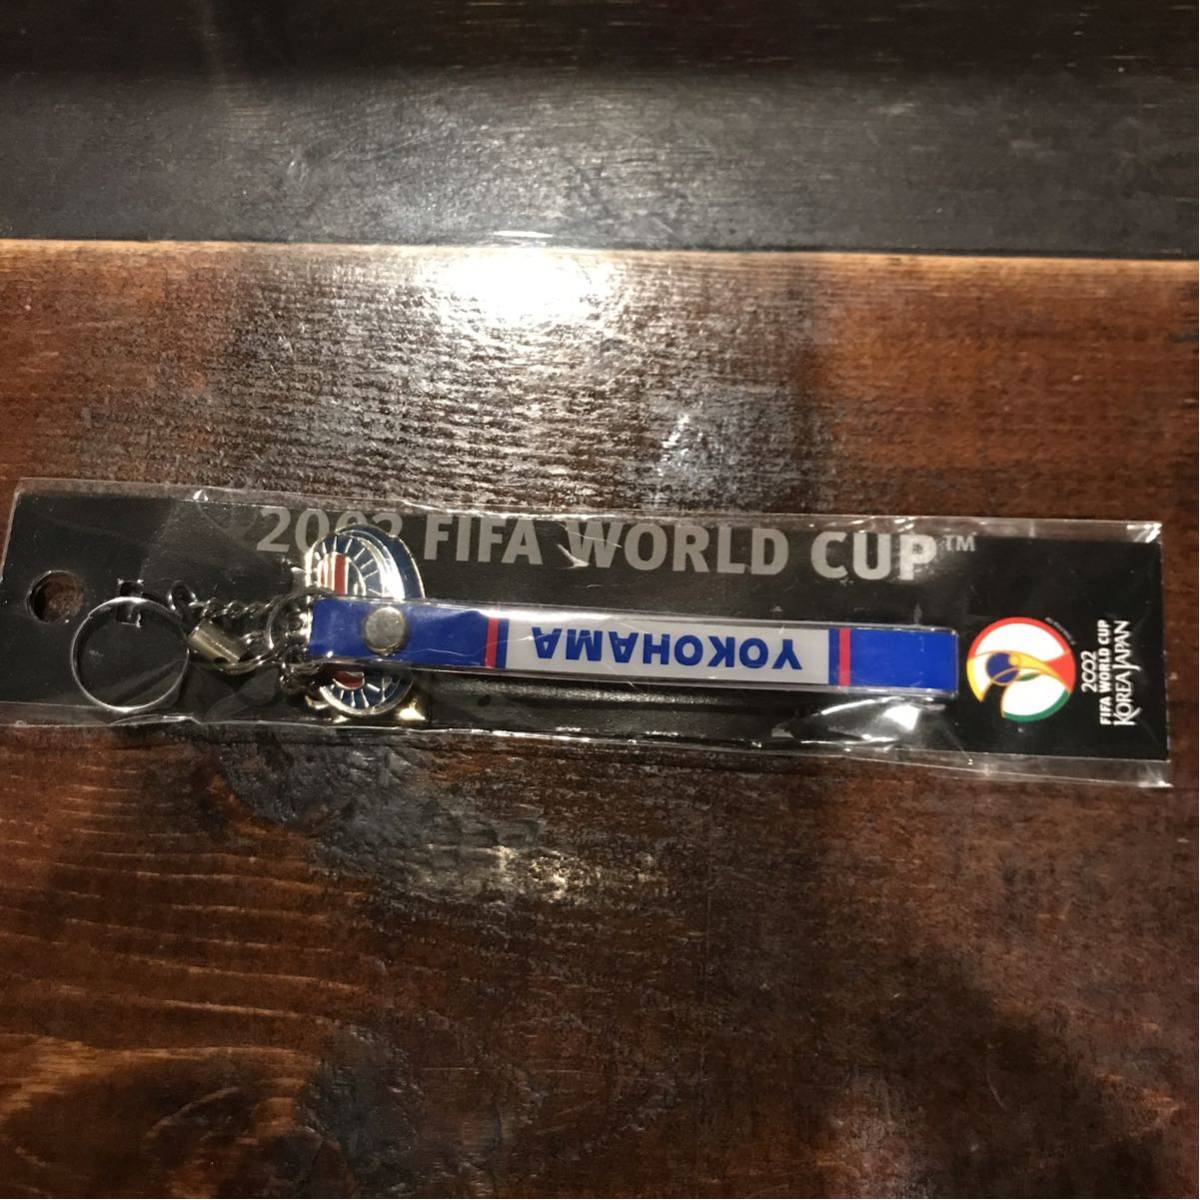 2002 FIFA WORLD CUP™
YOKOHAMA
2002
FIFA WORLD CUP
KOREA JAPAN